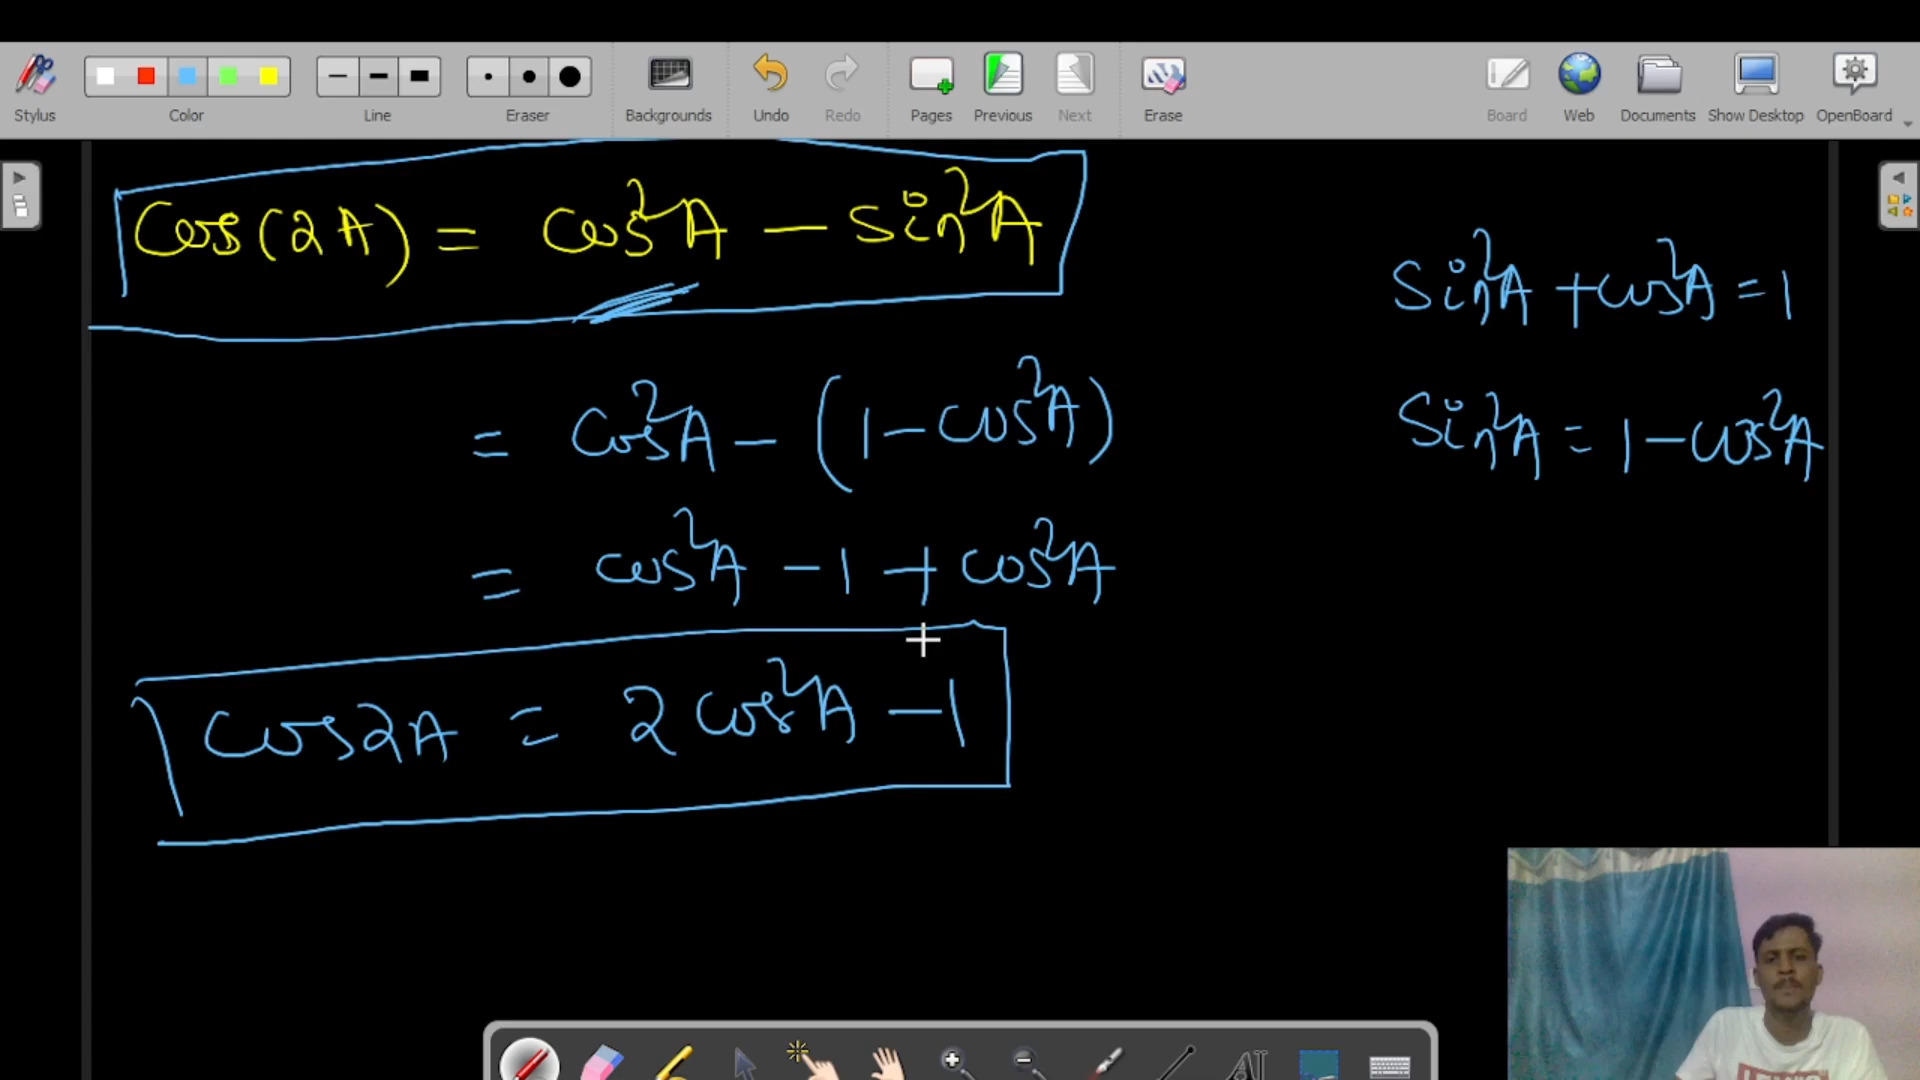 Stylus Color Line Eraser Backgrounds Undo Redo Pages Previous Next Erase Board Web Documents Show Desktop OpenBoard
Cos(2A) = Cos²A – Sin²A
Sin²A + Cos²A = 1
= Cos²A – (1 – Cos²A)
Sin²A = 1 – Cos²A
= Cos²A – 1 + Cos²A
Cos2A = 2Cos²A – 1